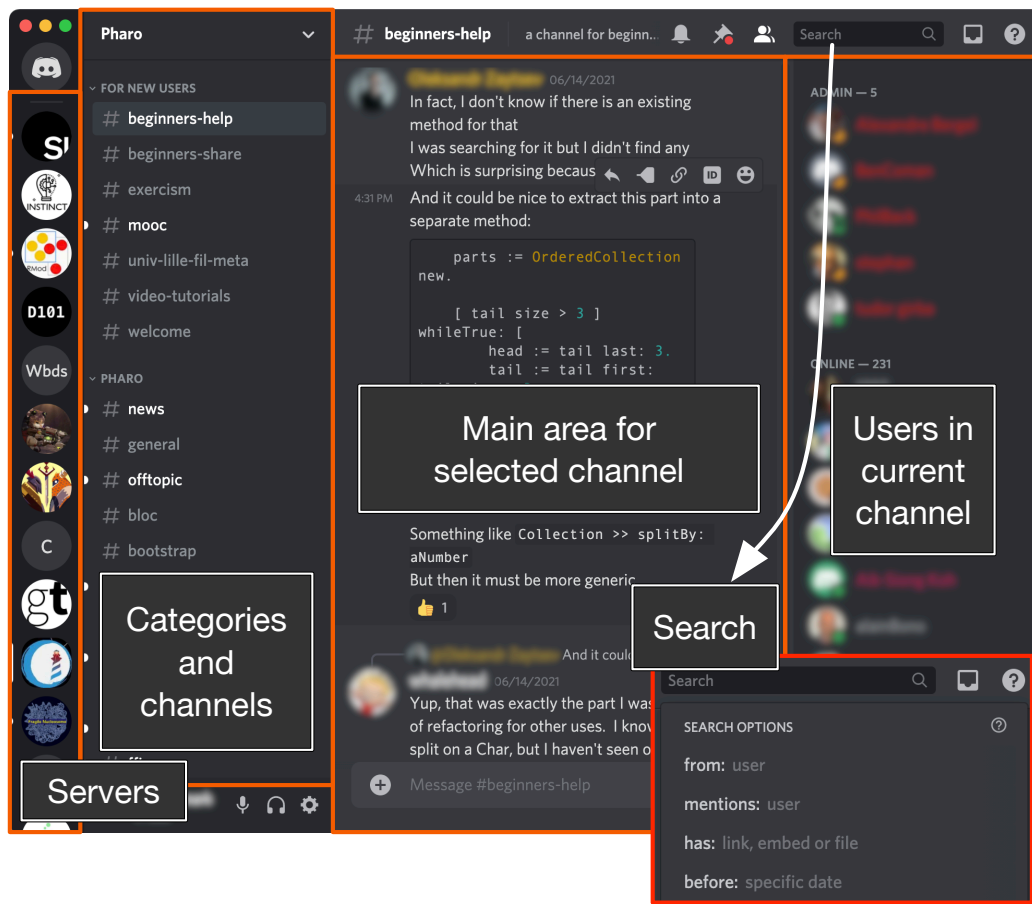 Pharo
# beginners-help
a channel for beginn...
Search
SU
INSTINCT
RMod
D101
Wbds
C
gt
FOR NEW USERS
# beginners-help
# beginners-share
# exercism
# mooc
# univ-lille-fil-meta
# video-tutorials
# welcome
PHARO
# news
# general
# offtopic
# bloc
# bootstrap
Categories
and
channels
Servers
06/14/2021
In fact, I don't know if there is an existing
method for that
I was searching for it but I didn't find any
Which is surprising becaus
ID
4:31 PM
And it could be nice to extract this part into a
separate method:
parts := OrderedCollection
new.
[ tail size > 3 ]
whileTrue: [
head := tail last: 3.
tail := tail first:
Main area for
selected channel
Something like Collection >> splitBy:
aNumber
But then it must be more generic
👍 1
And it could
06/14/2021
Yup, that was exactly the part I was
of refactoring for other uses. I know
split on a Char, but I haven't seen o
Message #beginners-help
ADMIN — 5
ONLINE — 231
Users in
current
channel
Search
Search
SEARCH OPTIONS
from: user
mentions: user
has: link, embed or file
before: specific date